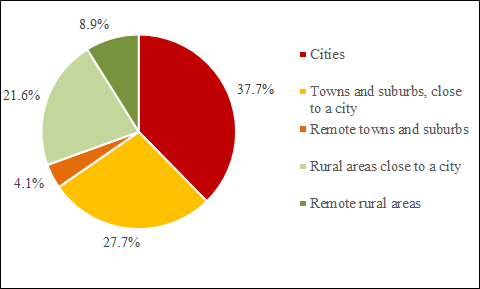 8.9%
37.7%
21.6%
4.1%
27.7%
Cities
Towns and suburbs, close
to a city
Remote towns and suburbs
Rural areas close to a city
Remote rural areas